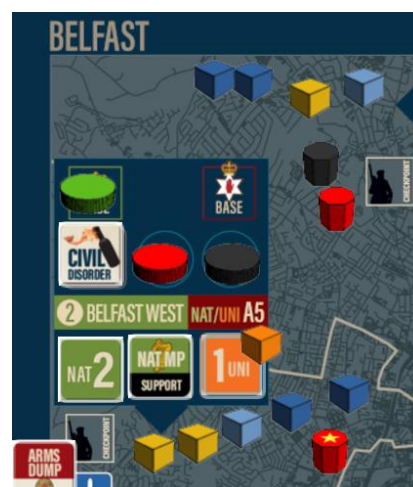 BELFAST
BASE
CHECKPOINT
CIVIL
DISORDER
2 BELFAST WEST NAT/UNI A5
NAT 2
NAT MP
SUPPORT
1 UNI
CHECKPOINT
ARMS
DUMP